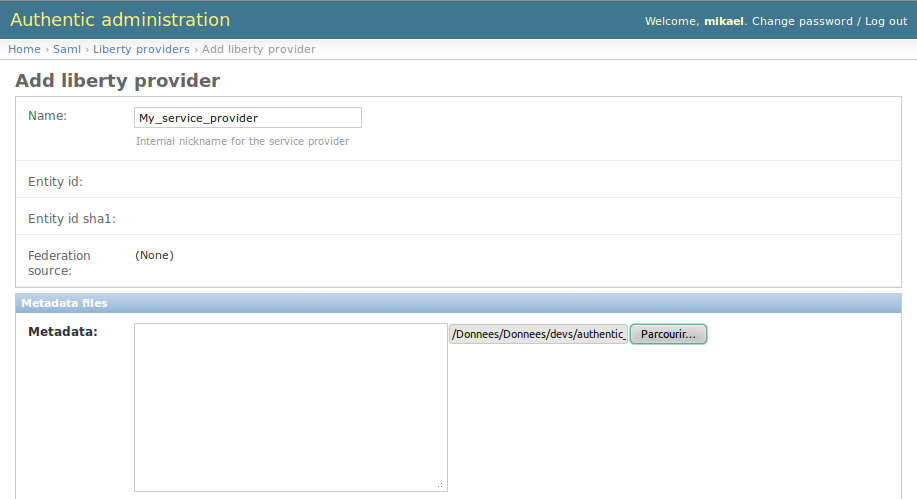 Authentic administration
Welcome, mikael. Change password / Log out
Home › Saml › Liberty providers › Add liberty provider
Add liberty provider
Name:
My_service_provider
Internal nickname for the service provider
Entity id:
Entity id sha1:
Federation source:
(None)
Metadata files
Metadata:
/Donnees/Donnees/devs/authentic_
Parcourir...